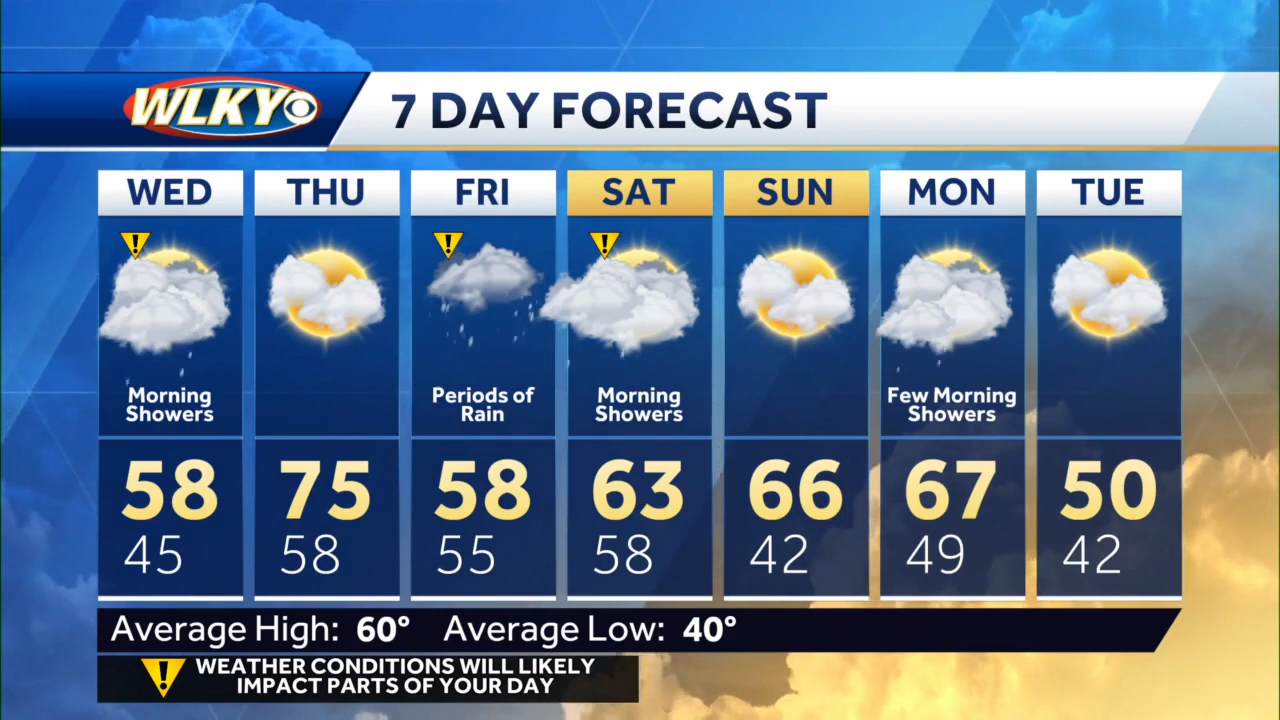 WLKY
7 DAY FORECAST
WED THU FRI SAT SUN MON TUE
! ! !
Morning
Showers
Periods of
Rain
Morning
Showers
Few Morning
Showers
58 75 58 63 66 67 50
45 58 55 58 42 49 42
Average High: 60° Average Low: 40°
! WEATHER CONDITIONS WILL LIKELY
IMPACT PARTS OF YOUR DAY